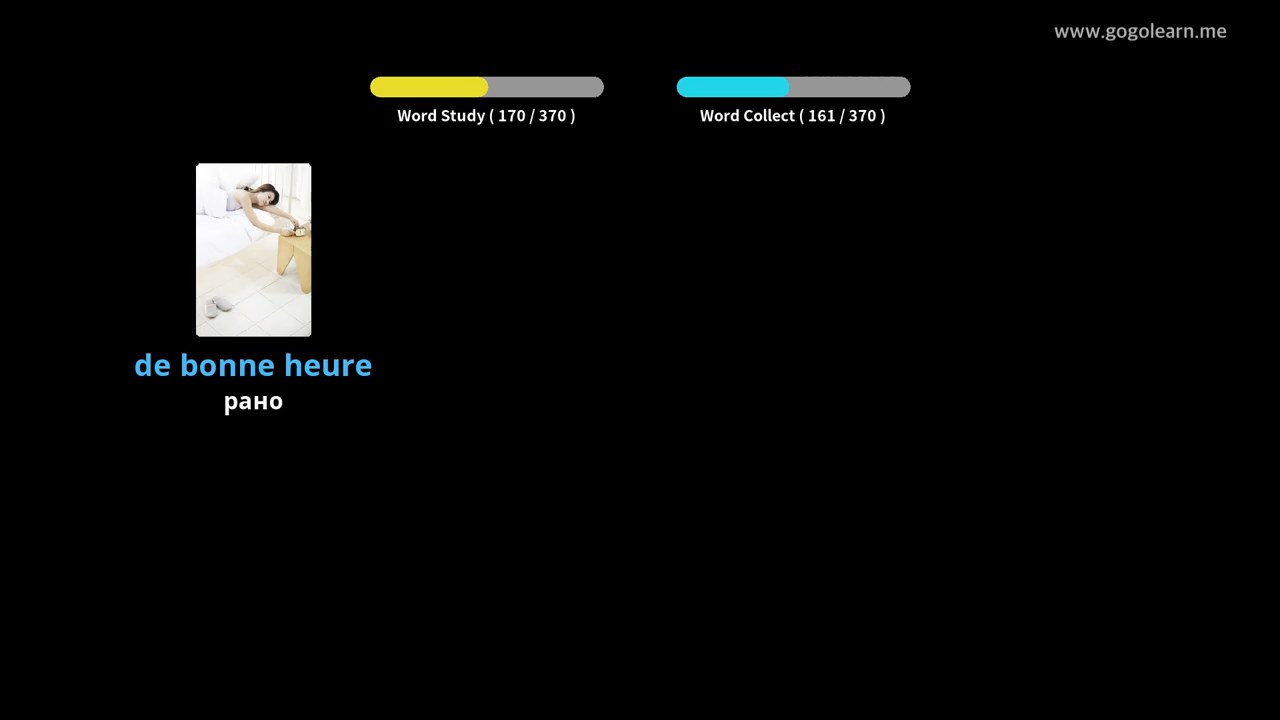 www.gogolearn.me
Word Study ( 170 / 370 )
Word Collect ( 161 / 370 )
de bonne heure
рано